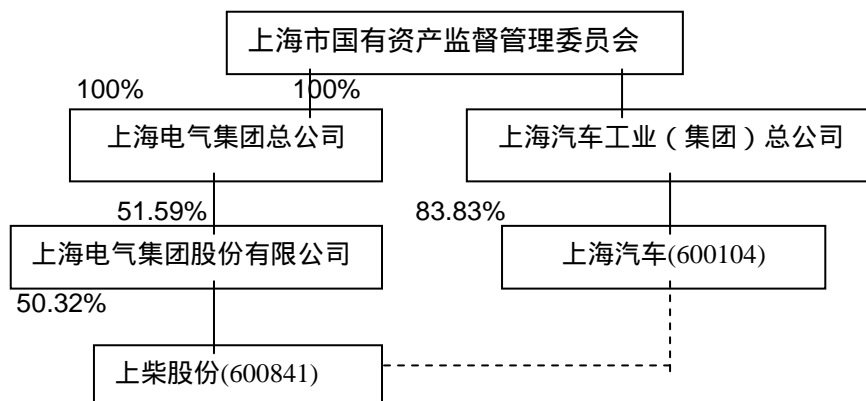 上海市国有资产监督管理委员会
100% 100%
上海电气集团总公司 上海汽车工业（集团）总公司
51.59% 83.83%
上海电气集团股份有限公司 上海汽车(600104)
50.32%
上柴股份(600841)